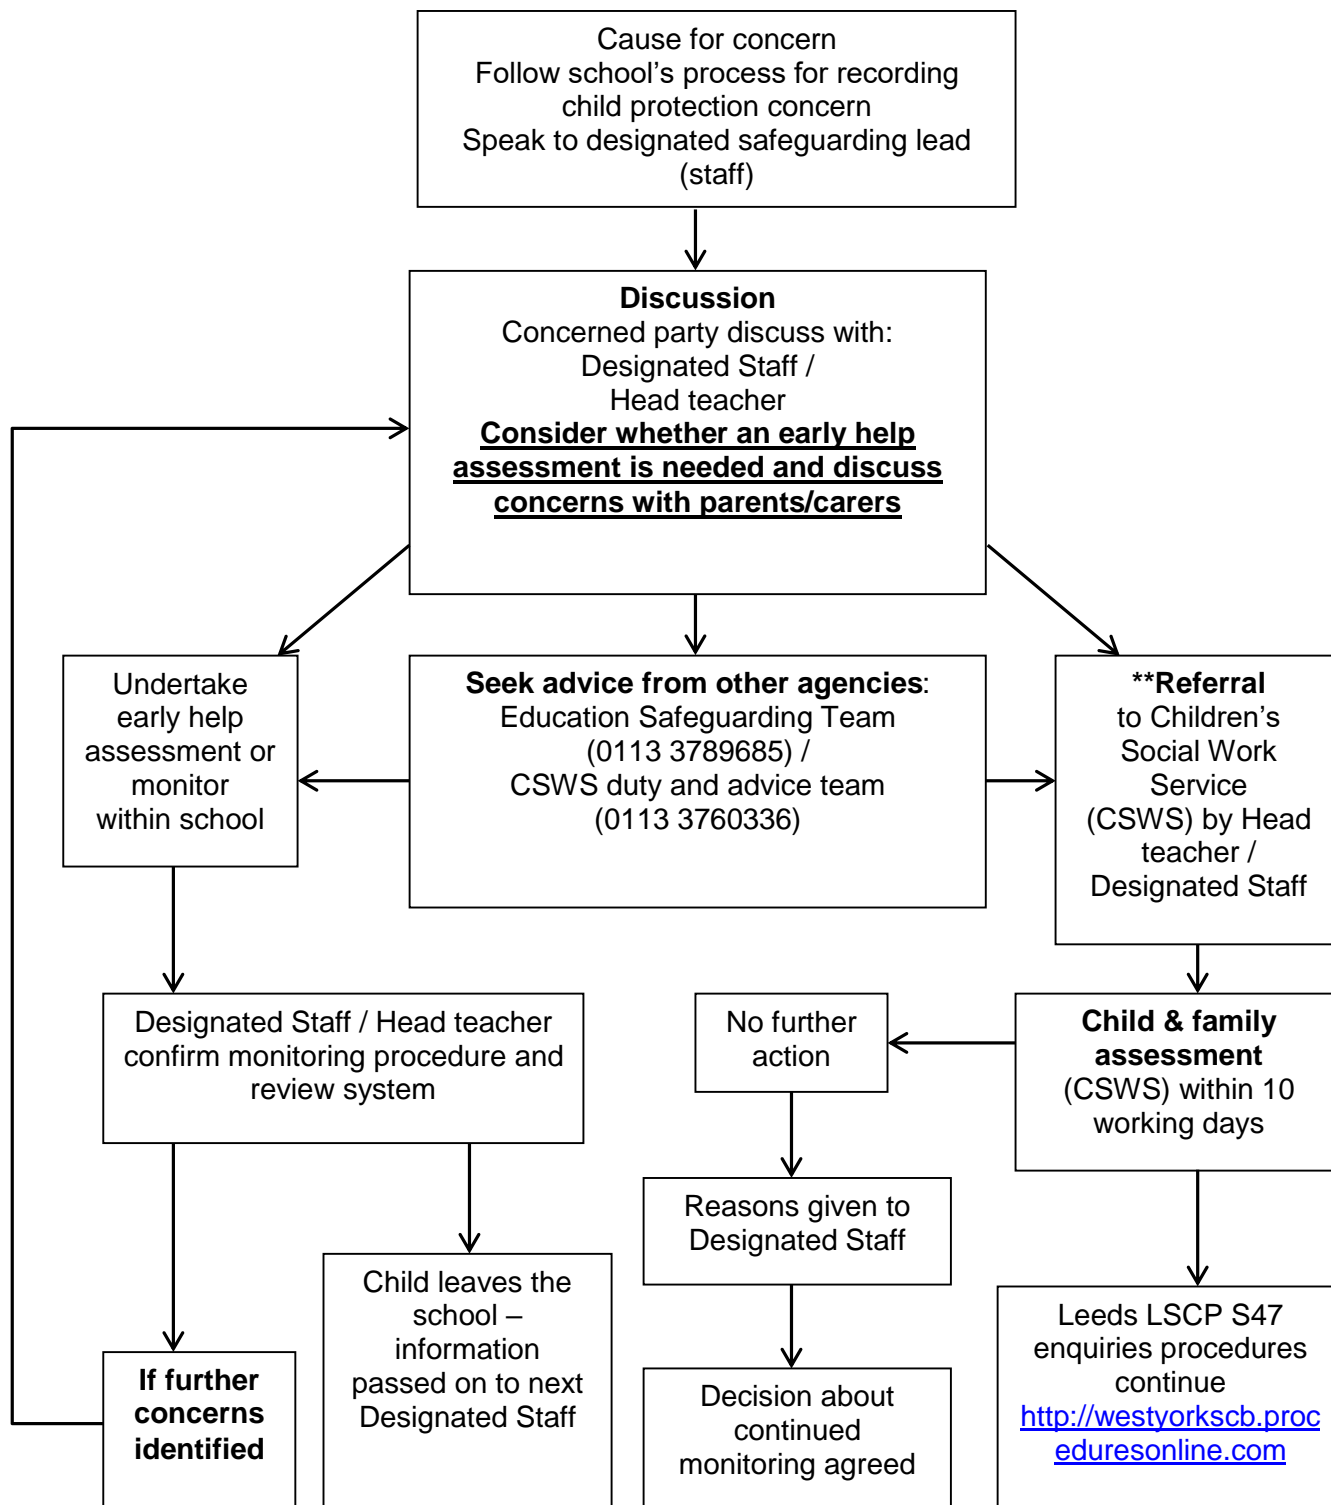 Cause for concern
Follow school’s process for recording
child protection concern
Speak to designated safeguarding lead
(staff)
Discussion
Concerned party discuss with:
Designated Staff /
Head teacher
Consider whether an early help
assessment is needed and discuss
concerns with parents/carers
Undertake
early help
assessment or
monitor
within school
Seek advice from other agencies:
Education Safeguarding Team
(0113 3789685) /
CSWS duty and advice team
(0113 3760336)
**Referral
to Children’s
Social Work
Service
(CSWS) by Head
teacher /
Designated Staff
Designated Staff / Head teacher
confirm monitoring procedure and
review system
No further
action
Child & family
assessment
(CSWS) within 10
working days
Reasons given to
Designated Staff
Child leaves the
school –
information
passed on to next
Designated Staff
If further
concerns
identified
Decision about
continued
monitoring agreed
Leeds LSCP S47
enquiries procedures
continue
http://westyorkscb.proc
eduresonline.com